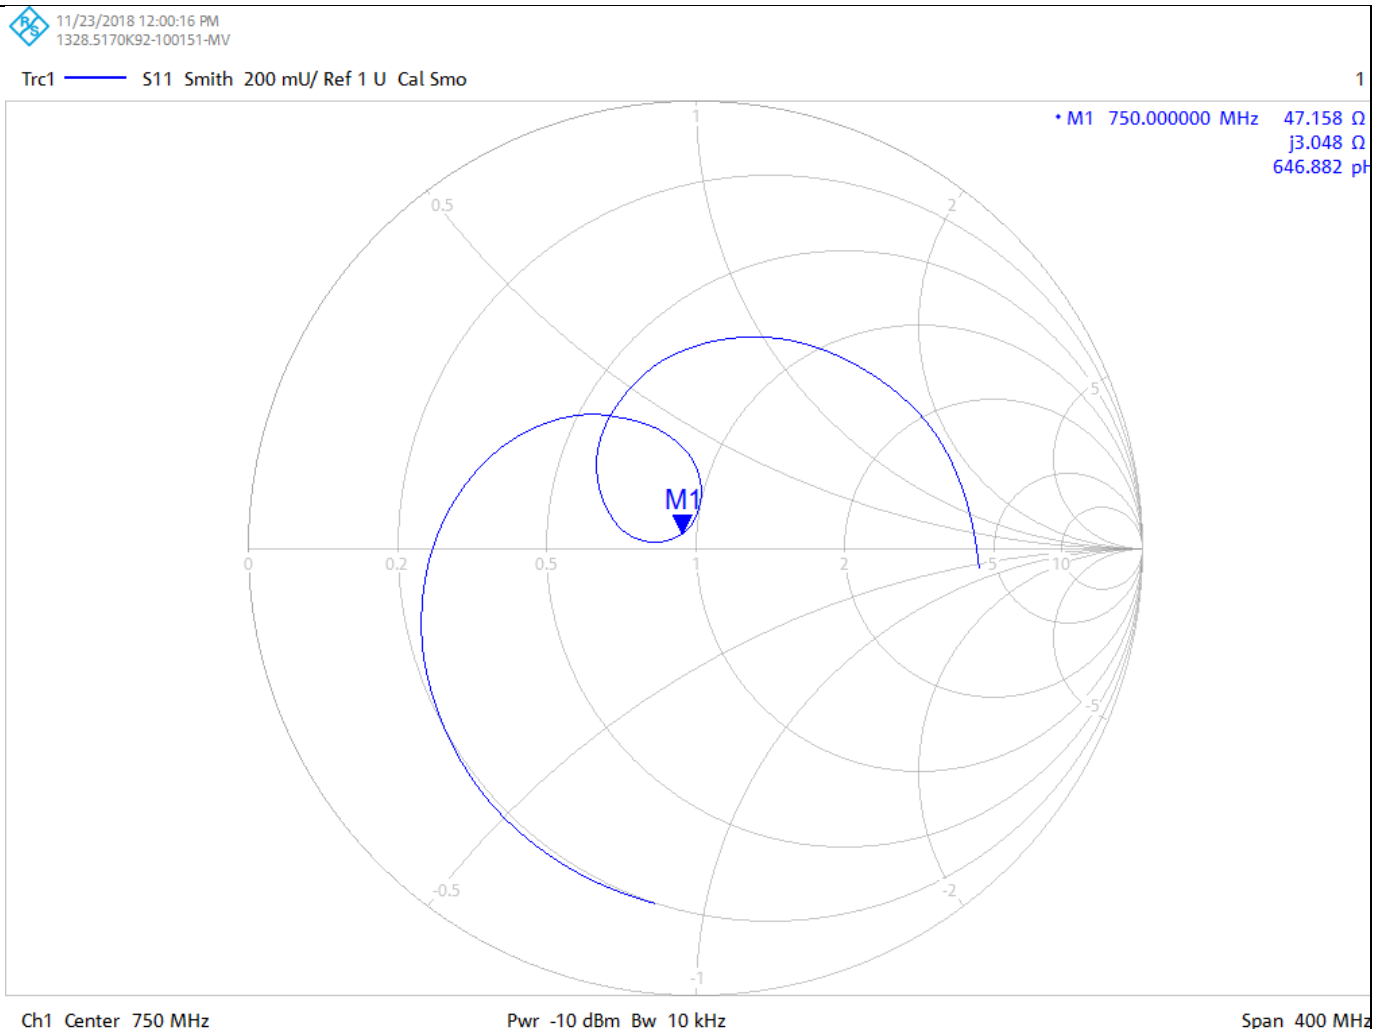 R&S
11/23/2018 12:00:16 PM
1328.5170K92-100151-MV
Trc1 S11 Smith 200 mU/ Ref 1 U Cal Smo 1
• M1 750.000000 MHz 47.158 Ω
j3.048 Ω
646.882 pH
1
0.5
2
5
M1
0 0.2 0.5 1 2 5 10
-5
-0.5
-2
-1
Ch1 Center 750 MHz Pwr -10 dBm Bw 10 kHz Span 400 MHz